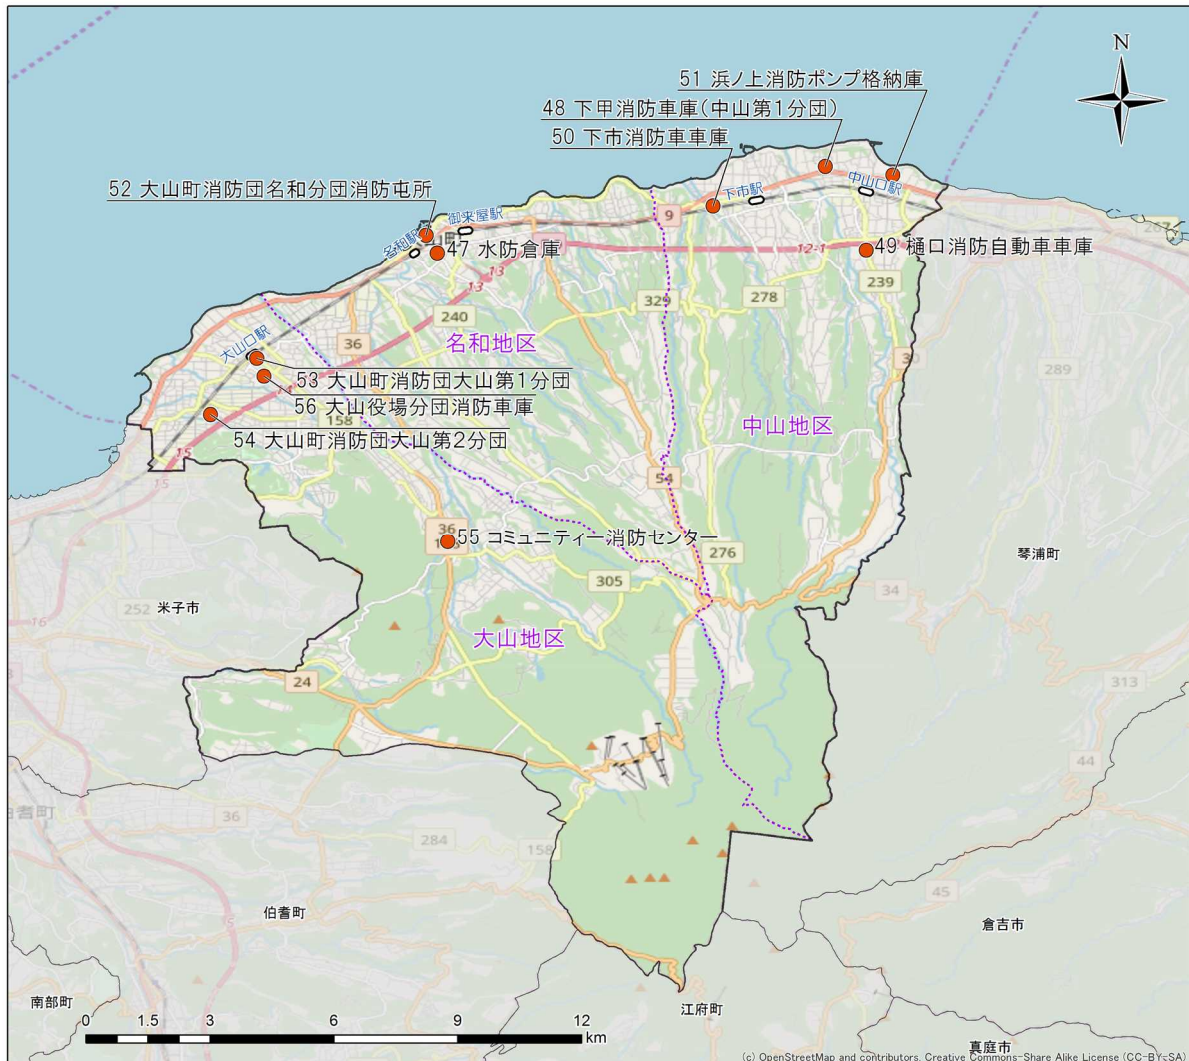 N
51 浜ノ上消防ポンプ格納庫
48 下甲消防車庫(中山第1分団)
50 下市消防車車庫
52 大山町消防団名和分団消防屯所
御来屋駅
名和駅
下市駅
中山口駅
9
267
47 水防倉庫
12-1
49 樋口消防自動車車庫
13
13
239
278
329
240
36
名和地区
大山口駅
53 大山町消防団大山第1分団
56 大山役場分団消防車庫
158
54 大山町消防団大山第2分団
289
中山地区
15
15
54
36
55 コミュニティー消防センター
276
琴浦町
305
34
252
米子市
16
大山地区
24
313
44
36
284
158
45
伯耆町
5
倉吉市
南部町
江府町
0 1.5 3 6 9 12
km
真庭市
(c) OpenStreetMap and contributors, Creative Commons-Share Alike License (CC-BY-SA)